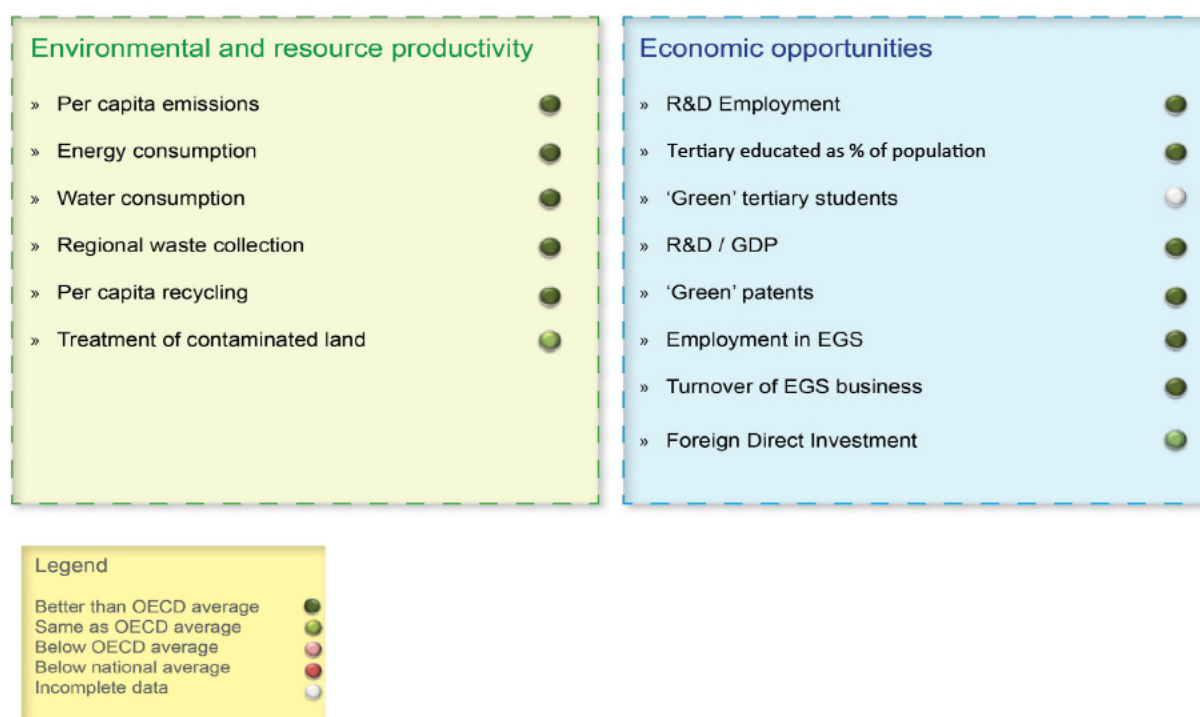 Environmental and resource productivity
» Per capita emissions
» Energy consumption
» Water consumption
» Regional waste collection
» Per capita recycling
» Treatment of contaminated land
Economic opportunities
» R&D Employment
» Tertiary educated as % of population
» ‘Green’ tertiary students
» R&D / GDP
» ‘Green’ patents
» Employment in EGS
» Turnover of EGS business
» Foreign Direct Investment
Legend
Better than OECD average
Same as OECD average
Below OECD average
Below national average
Incomplete data